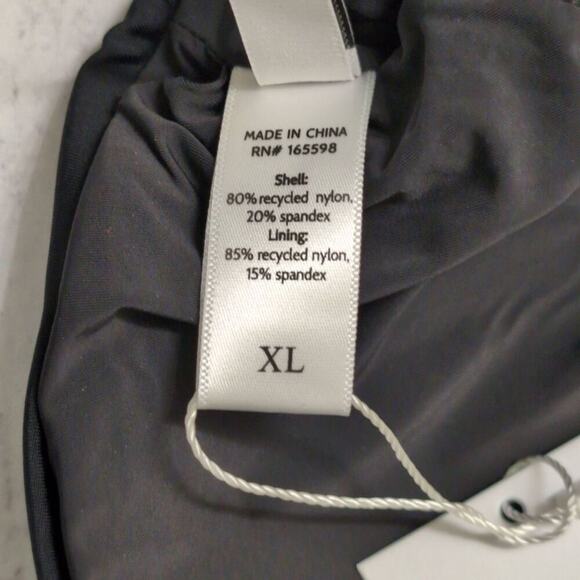 MADE IN CHINA
RN# 165598
Shell:
80% recycled nylon,
20% spandex
Lining:
85% recycled nylon,
15% spandex
XL